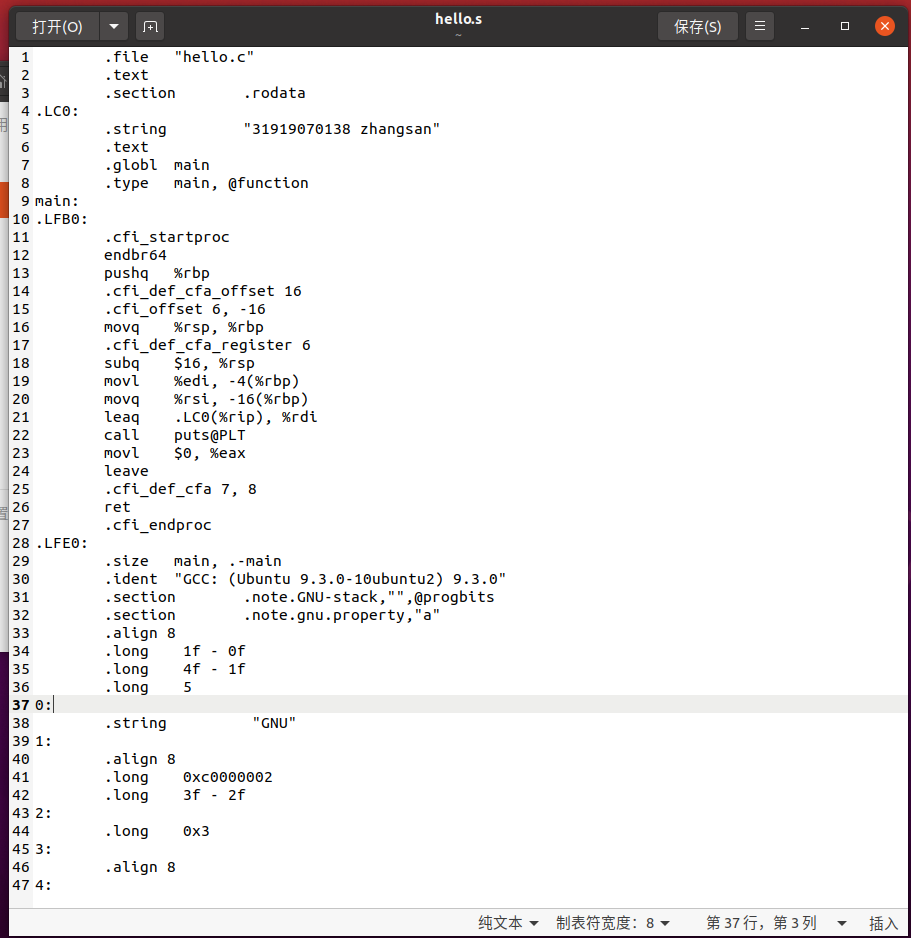 打开(O)
hello.s
~
保存(S)
1 .file "hello.c"
2 .text
3 .section .rodata
4 .LC0:
5 .string "31919070138 zhangsan"
6 .text
7 .globl main
8 .type main, @function
9 main:
10 .LFB0:
11 .cfi_startproc
12 endbr64
13 pushq %rbp
14 .cfi_def_cfa_offset 16
15 .cfi_offset 6, -16
16 movq %rsp, %rbp
17 .cfi_def_cfa_register 6
18 subq $16, %rsp
19 movl %edi, -4(%rbp)
20 movq %rsi, -16(%rbp)
21 leaq .LC0(%rip), %rdi
22 call puts@PLT
23 movl $0, %eax
24 leave
25 .cfi_def_cfa 7, 8
26 ret
27 .cfi_endproc
28 .LFE0:
29 .size main, .-main
30 .ident "GCC: (Ubuntu 9.3.0-10ubuntu2) 9.3.0"
31 .section .note.GNU-stack,"",@progbits
32 .section .note.gnu.property,"a"
33 .align 8
34 .long 1f - 0f
35 .long 4f - 1f
36 .long 5
37 0:
38 .string "GNU"
39 1:
40 .align 8
41 .long 0xc0000002
42 .long 3f - 2f
43 2:
44 .long 0x3
45 3:
46 .align 8
47 4:
纯文本 制表符宽度：8 第 37 行，第 3 列 插入